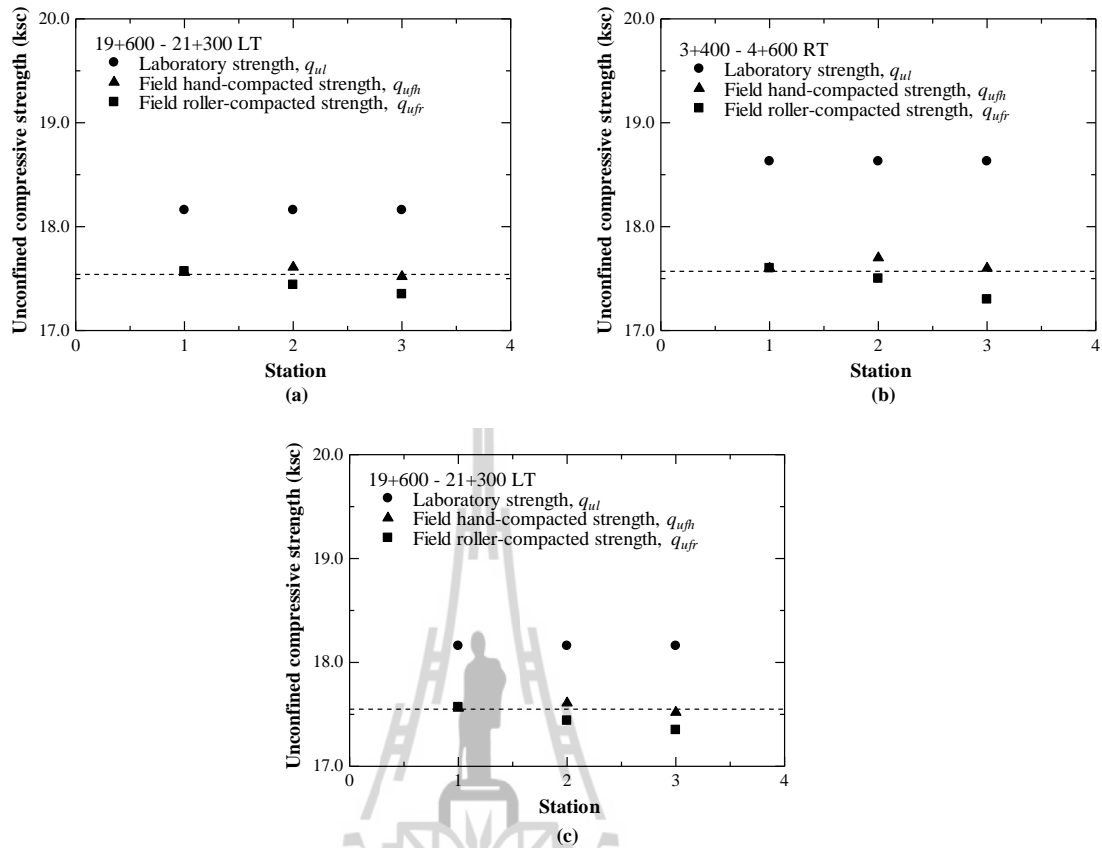 20.0
19.0
18.0
17.0
Unconfined compressive strength (ksc)
19+600 - 21+300 LT
Laboratory strength, qul
Field hand-compacted strength, qufh
Field roller-compacted strength, qufr
0 1 2 3 4
Station
(a)
20.0
19.0
18.0
17.0
Unconfined compressive strength (ksc)
3+400 - 4+600 RT
Laboratory strength, qul
Field hand-compacted strength, qufh
Field roller-compacted strength, qufr
0 1 2 3 4
Station
(b)
20.0
19.0
18.0
17.0
Unconfined compressive strength (ksc)
19+600 - 21+300 LT
Laboratory strength, qul
Field hand-compacted strength, qufh
Field roller-compacted strength, qufr
0 1 2 3 4
Station
(c)